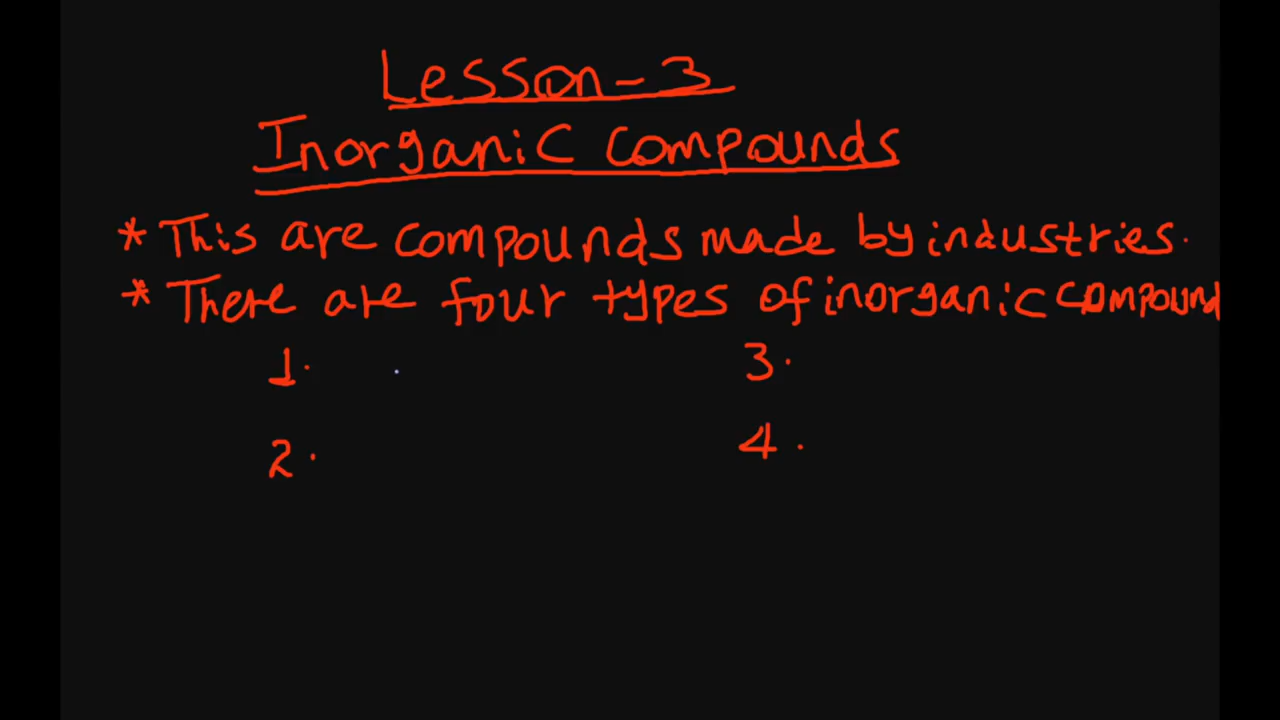 Lesson-3
Inorganic compounds
* This are compounds made by industries.
* There are four types of inorganic compound
1. 3.
2. 4.